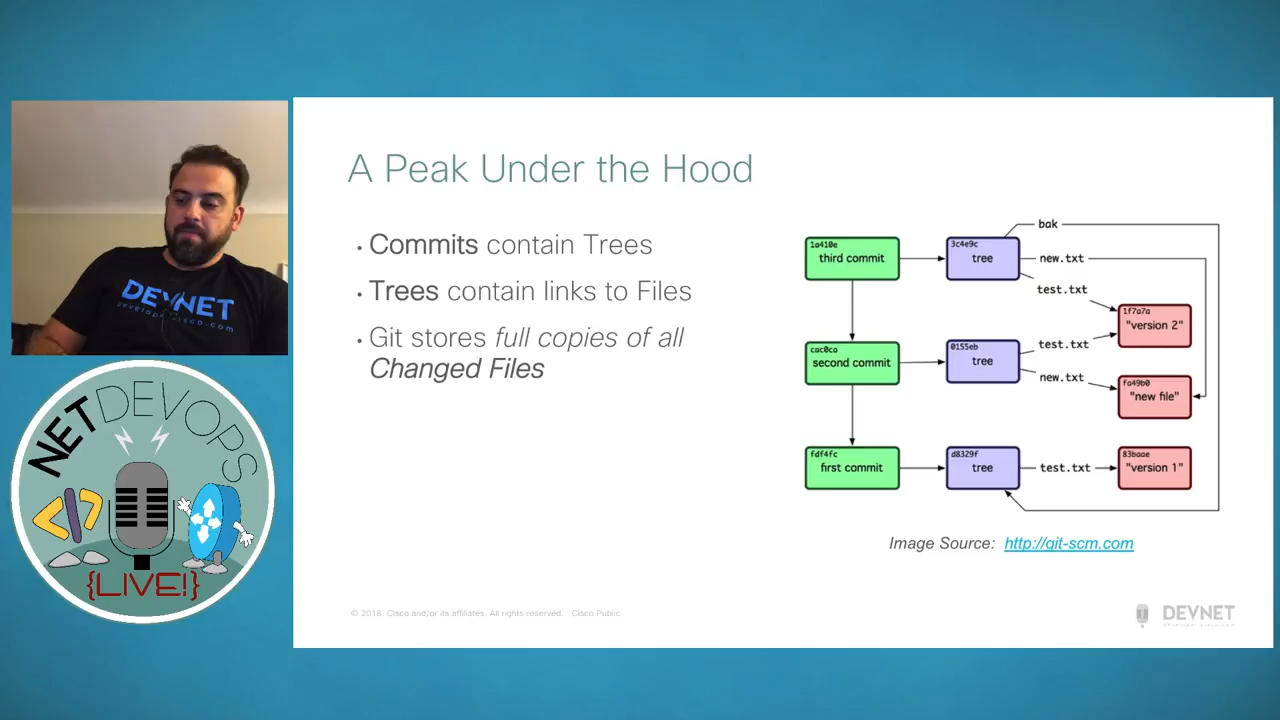 A Peak Under the Hood
• Commits contain Trees
• Trees contain links to Files
• Git stores full copies of all
Changed Files
bak
1a410e
third commit
3c4e9c
tree
new.txt
test.txt
1f7a7a
"version 2"
cac0ca
second commit
0155eb
tree
test.txt
new.txt
fa49b0
"new file"
fdf4fc
first commit
d8329f
tree
test.txt
83baae
"version 1"
Image Source: http://git-scm.com
© 2018 Cisco and/or its affiliates. All rights reserved. Cisco Public
DEVNET
DEVNET
NETDEVOPS
</>
{LIVE!}